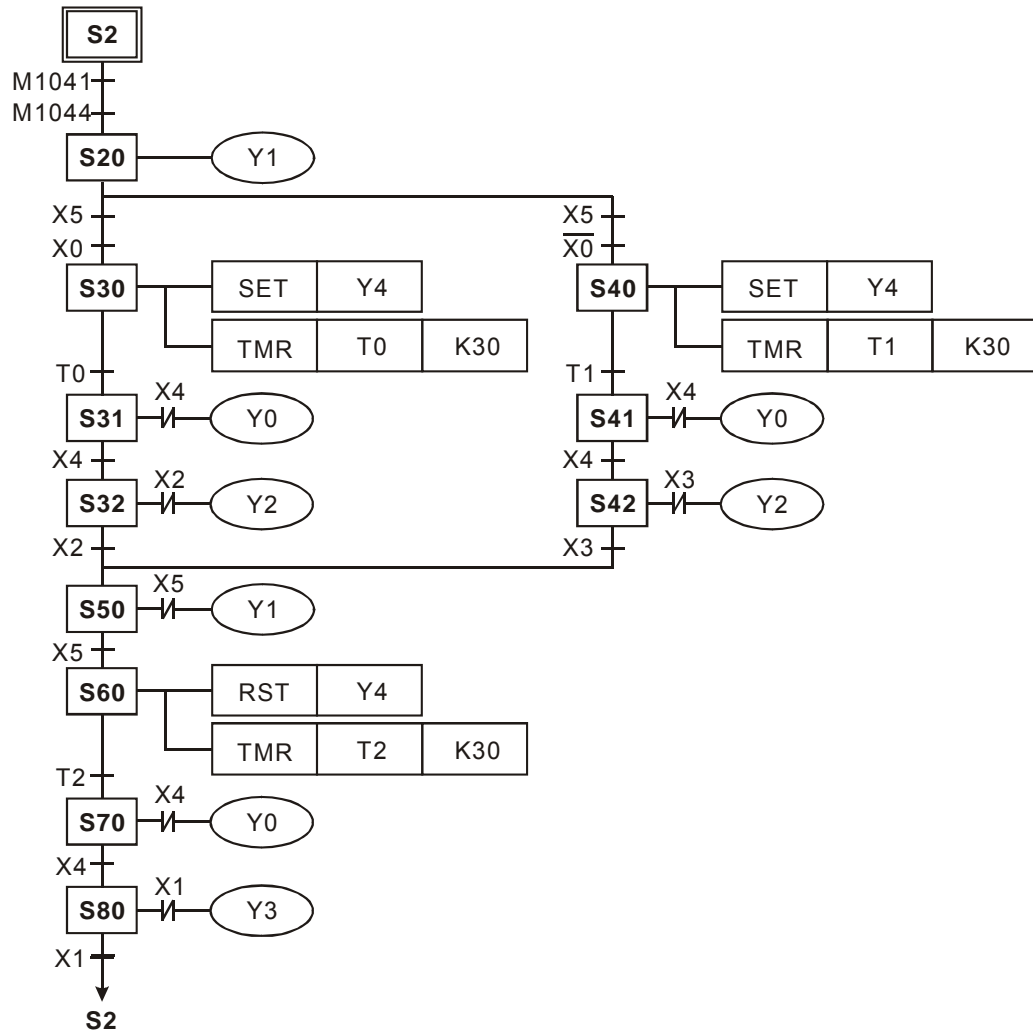 S2
M1041
M1044
S20 Y1
X5 X5
X0 X̅0̅
S30 SET Y4 S40 SET Y4
TMR T0 K30 TMR T1 K30
T0 T1
X4 X4
S31 Y0 S41 Y0
X4 X4
X2 X3
S32 Y2 S42 Y2
X2 X3
X5
S50 Y1
X5
S60 RST Y4
TMR T2 K30
T2
X4
S70 Y0
X4
X1
S80 Y3
X1
S2